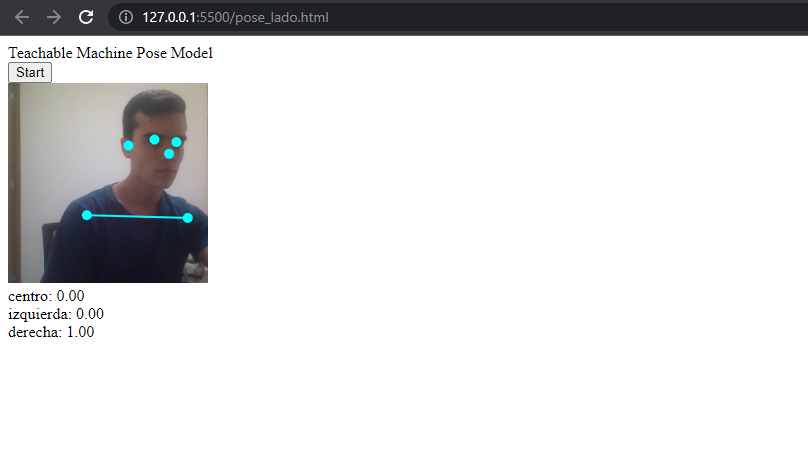 127.0.0.1:5500/pose_lado.html
Teachable Machine Pose Model
Start
centro: 0.00
izquierda: 0.00
derecha: 1.00